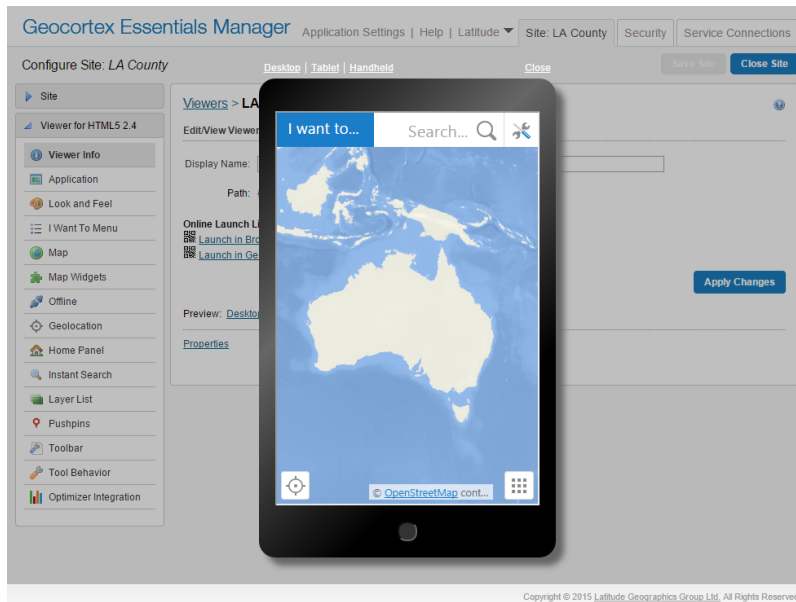 Geocortex Essentials Manager
Application Settings | Help | Latitude
Site: LA County
Security
Service Connections
Configure Site: LA County
Desktop | Tablet | Handheld
Close
Save Site
Close Site
Site
Viewer for HTML5 2.4
Viewer Info
Application
Look and Feel
I Want To Menu
Map
Map Widgets
Offline
Geolocation
Home Panel
Instant Search
Layer List
Pushpins
Toolbar
Tool Behavior
Optimizer Integration
Viewers > LA
Edit/View Viewer
Display Name:
Path:
Online Launch Li
Launch in Bro
Launch in Ge
Apply Changes
Preview: Desktop
Properties
I want to...
Search...
© OpenStreetMap cont...
Copyright © 2015 Latitude Geographics Group Ltd. All Rights Reserved